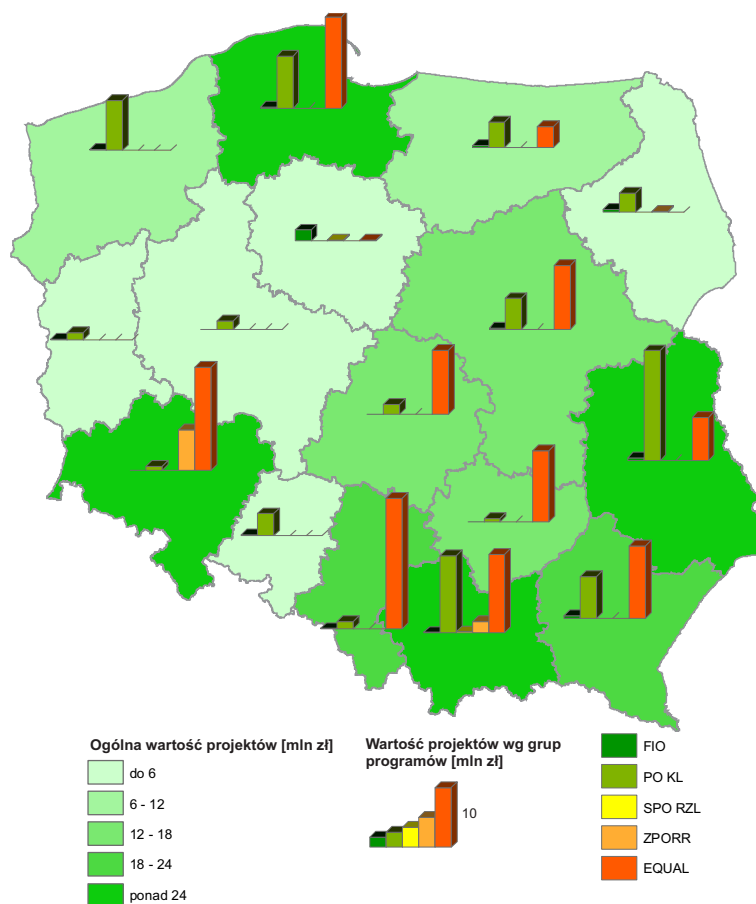 Ogólna wartość projektów [mln zł]
do 6
6 - 12
12 - 18
18 - 24
ponad 24
Wartość projektów wg grup
programów [mln zł]
10
FIO
PO KL
SPO RZL
ZPORR
EQUAL